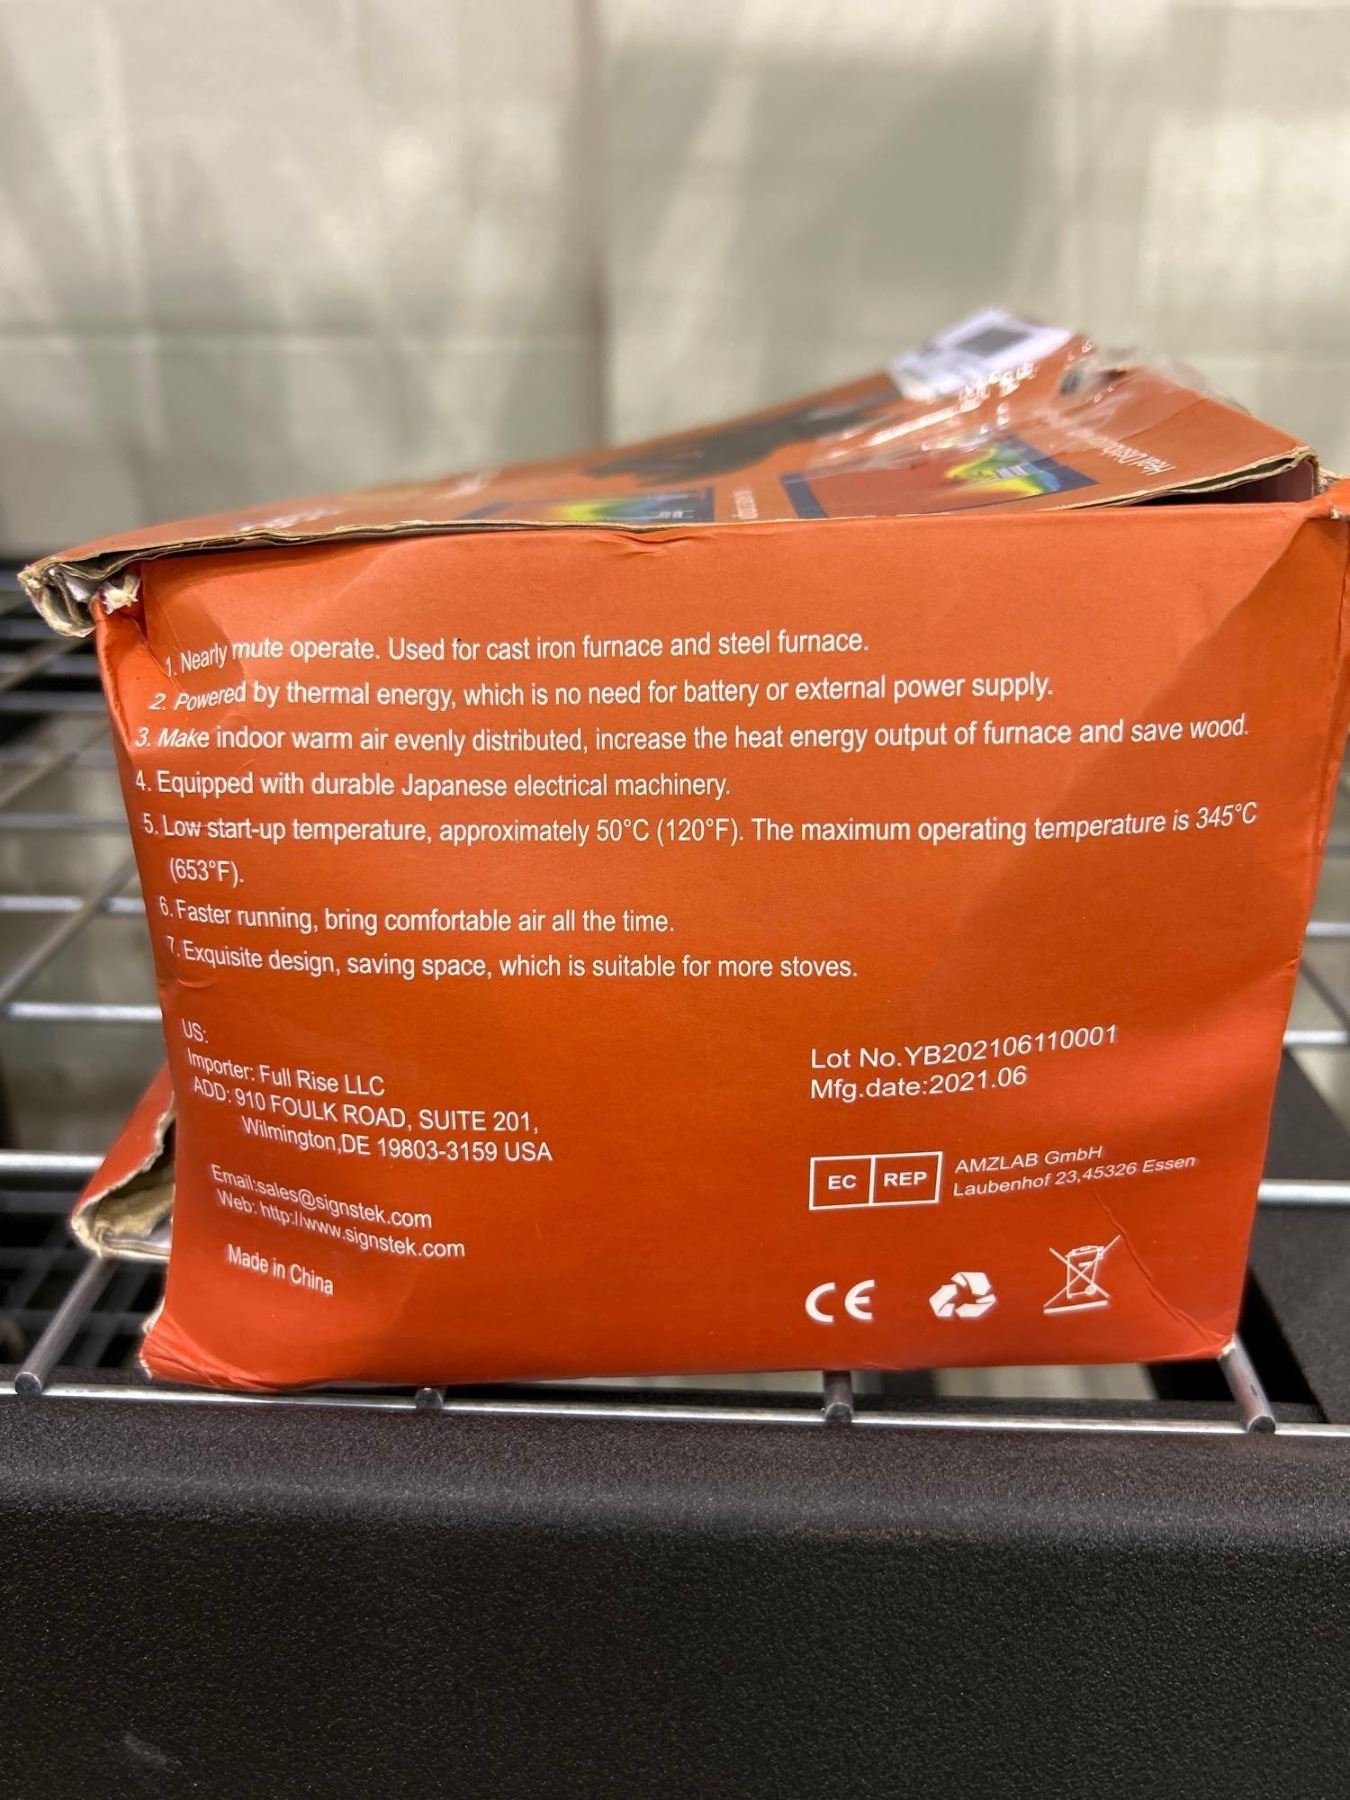 1. Nearly mute operate. Used for cast iron furnace and steel furnace.
2. Powered by thermal energy, which is no need for battery or external power supply.
3. Make indoor warm air evenly distributed, increase the heat energy output of furnace and save wood.
4. Equipped with durable Japanese electrical machinery.
5. Low start-up temperature, approximately 50°C (120°F). The maximum operating temperature is 345°C
(653°F).
6. Faster running, bring comfortable air all the time.
7. Exquisite design, saving space, which is suitable for more stoves.
US:
Importer: Full Rise LLC
ADD: 910 FOULK ROAD, SUITE 201,
Wilmington,DE 19803-3159 USA
Email:sales@signstek.com
Web: http://www.signstek.com
Made in China
Lot No.YB202106110001
Mfg.date:2021.06
EC REP
AMZLAB GmbH
Laubenhof 23,45326 Essen
CE